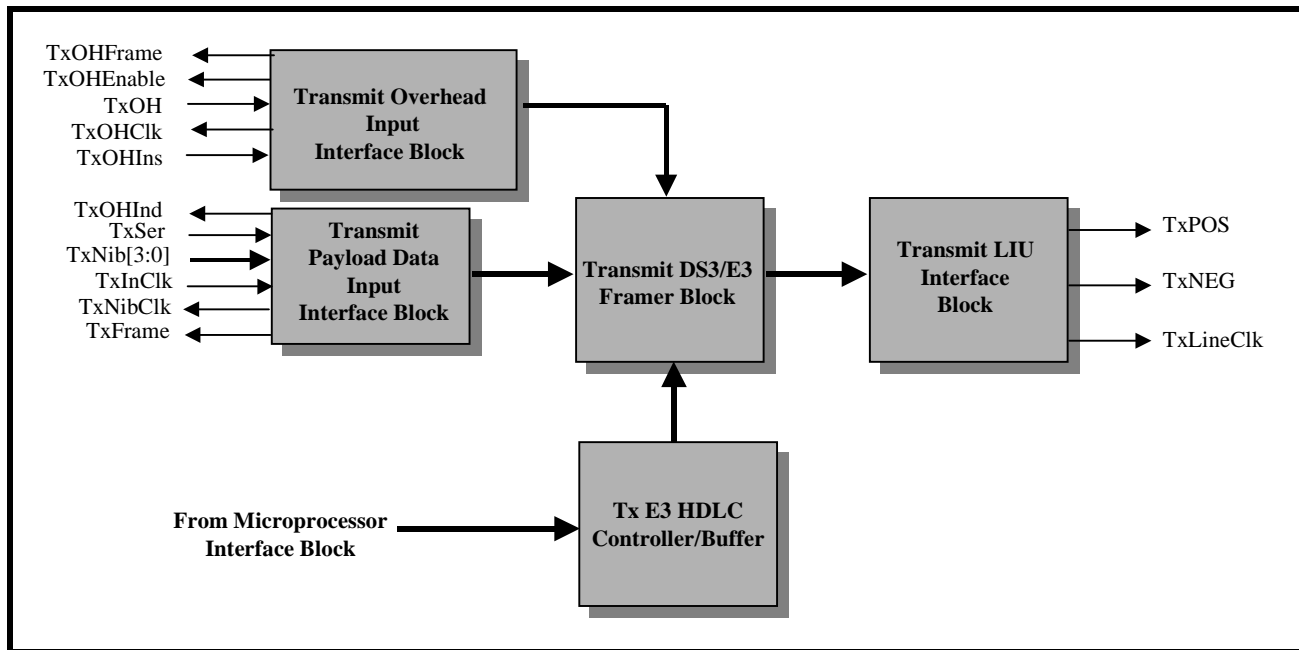 TxOHFrame
TxOHEnable
TxOH
TxOHClk
TxOHIns
Transmit Overhead
Input
Interface Block
TxOHInd
TxSer
TxNib[3:0]
TxInClk
TxNibClk
TxFrame
Transmit
Payload Data
Input
Interface Block
Transmit DS3/E3
Framer Block
Transmit LIU
Interface
Block
TxPOS
TxNEG
TxLineClk
From Microprocessor
Interface Block
Tx E3 HDLC
Controller/Buffer